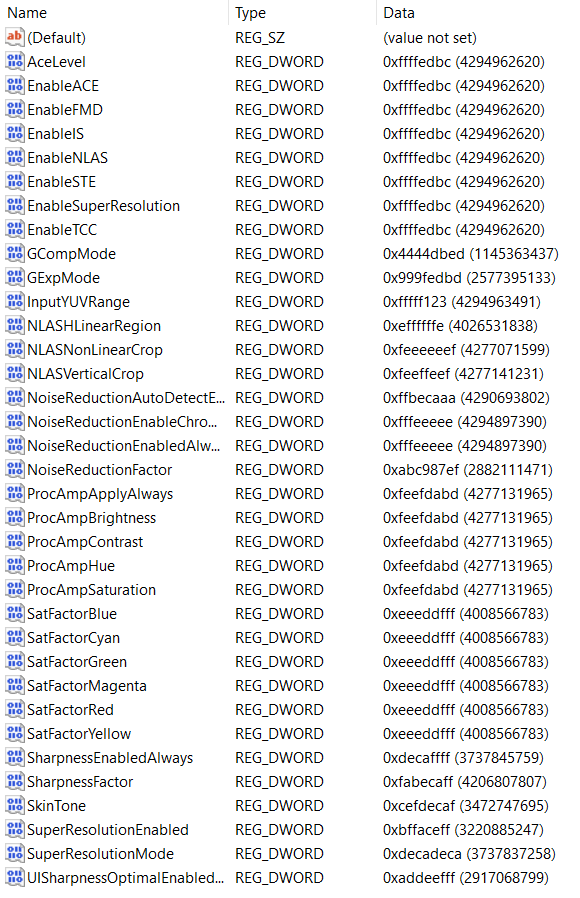 Name Type Data
(Default) REG_SZ (value not set)
AceLevel REG_DWORD 0xffffedbc (4294962620)
EnableACE REG_DWORD 0xffffedbc (4294962620)
EnableFMD REG_DWORD 0xffffedbc (4294962620)
EnableIS REG_DWORD 0xffffedbc (4294962620)
EnableNLAS REG_DWORD 0xffffedbc (4294962620)
EnableSTE REG_DWORD 0xffffedbc (4294962620)
EnableSuperResolution REG_DWORD 0xffffedbc (4294962620)
EnableTCC REG_DWORD 0xffffedbc (4294962620)
GCompMode REG_DWORD 0x4444dbed (1145363437)
GExpMode REG_DWORD 0x999fedbd (2577395133)
InputYUVRange REG_DWORD 0xfffff123 (4294963491)
NLASHLinearRegion REG_DWORD 0xeffffffe (4026531838)
NLASNonLinearCrop REG_DWORD 0xfeeeeeef (4277071599)
NLASVerticalCrop REG_DWORD 0xfeeffeef (4277141231)
NoiseReductionAutoDetectE... REG_DWORD 0xffbecaaa (4290693802)
NoiseReductionEnableChro... REG_DWORD 0xfffeeeee (4294897390)
NoiseReductionEnabledAlw... REG_DWORD 0xfffeeeee (4294897390)
NoiseReductionFactor REG_DWORD 0xabc987ef (2882111471)
ProcAmpApplyAlways REG_DWORD 0xfeefdabd (4277131965)
ProcAmpBrightness REG_DWORD 0xfeefdabd (4277131965)
ProcAmpContrast REG_DWORD 0xfeefdabd (4277131965)
ProcAmpHue REG_DWORD 0xfeefdabd (4277131965)
ProcAmpSaturation REG_DWORD 0xfeefdabd (4277131965)
SatFactorBlue REG_DWORD 0xeeeddfff (4008566783)
SatFactorCyan REG_DWORD 0xeeeddfff (4008566783)
SatFactorGreen REG_DWORD 0xeeeddfff (4008566783)
SatFactorMagenta REG_DWORD 0xeeeddfff (4008566783)
SatFactorRed REG_DWORD 0xeeeddfff (4008566783)
SatFactorYellow REG_DWORD 0xeeeddfff (4008566783)
SharpnessEnabledAlways REG_DWORD 0xdecaffff (3737845759)
SharpnessFactor REG_DWORD 0xfabecaff (4206807807)
SkinTone REG_DWORD 0xcefdecaf (3472747695)
SuperResolutionEnabled REG_DWORD 0xbffaceff (3220885247)
SuperResolutionMode REG_DWORD 0xdecadeca (3737837258)
UISharpnessOptimalEnabled... REG_DWORD 0xaddeefff (2917068799)